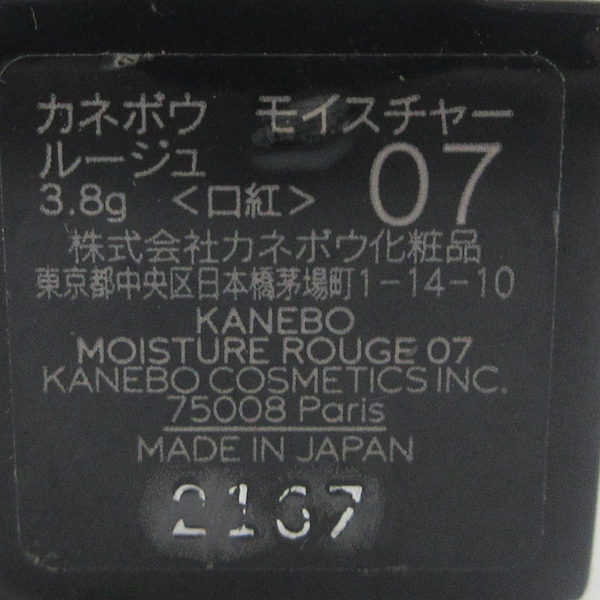 カネボウ モイスチャー
ルージュ 07
3.8g <口紅>
株式会社カネボウ化粧品
東京都中央区日本橋茅場町1-14-10
KANEBO
MOISTURE ROUGE 07
KANEBO COSMETICS INC.
75008 Paris
MADE IN JAPAN
2167